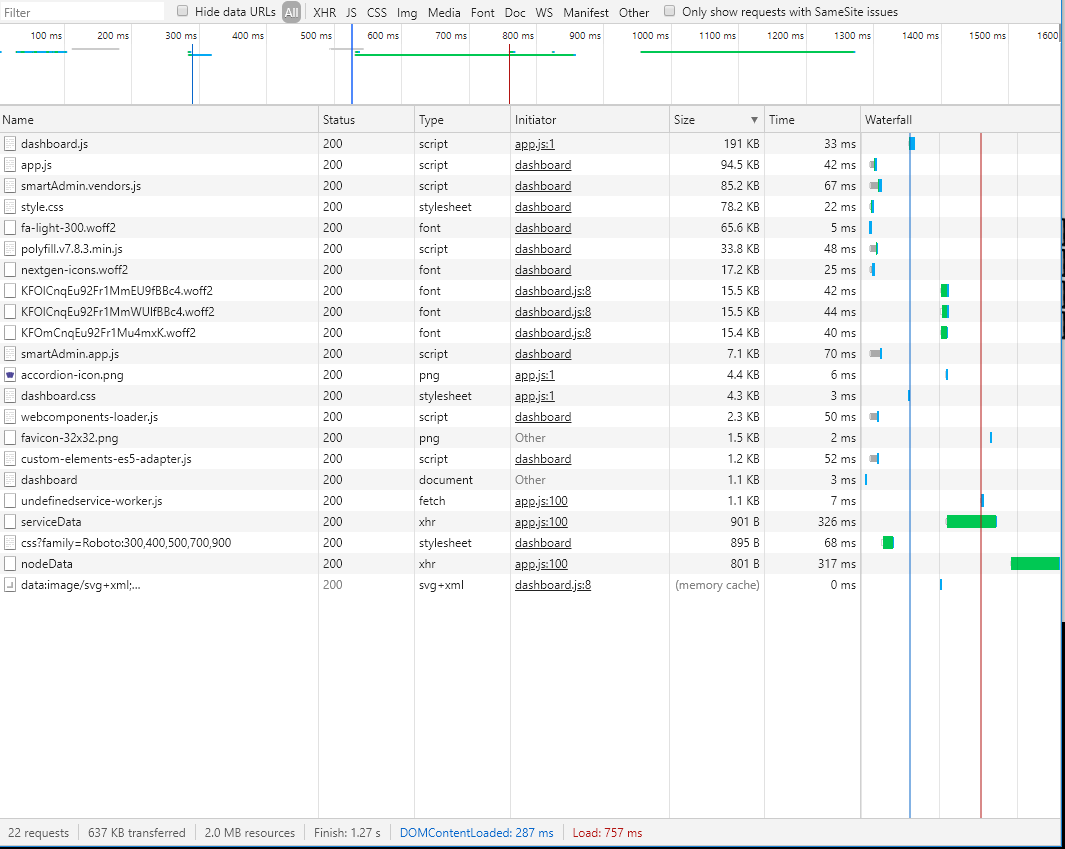 Filter Hide data URLs All XHR JS CSS Img Media Font Doc WS Manifest Other Only show requests with SameSite issues
100 ms 200 ms 300 ms 400 ms 500 ms 600 ms 700 ms 800 ms 900 ms 1000 ms 1100 ms 1200 ms 1300 ms 1400 ms 1500 ms 1600
Name Status Type Initiator Size ▼ Time Waterfall
dashboard.js 200 script app.js:1 191 KB 33 ms
app.js 200 script dashboard 94.5 KB 42 ms
smartAdmin.vendors.js 200 script dashboard 85.2 KB 67 ms
style.css 200 stylesheet dashboard 78.2 KB 22 ms
fa-light-300.woff2 200 font dashboard 65.6 KB 5 ms
polyfill.v7.8.3.min.js 200 script dashboard 33.8 KB 48 ms
nextgen-icons.woff2 200 font dashboard 17.2 KB 25 ms
KFOlCnqEu92Fr1MmEU9fBBc4.woff2 200 font dashboard.js:8 15.5 KB 42 ms
KFOlCnqEu92Fr1MmWUlfBBc4.woff2 200 font dashboard.js:8 15.5 KB 44 ms
KFOmCnqEu92Fr1Mu4mxK.woff2 200 font dashboard.js:8 15.4 KB 40 ms
smartAdmin.app.js 200 script dashboard 7.1 KB 70 ms
accordion-icon.png 200 png app.js:1 4.4 KB 6 ms
dashboard.css 200 stylesheet app.js:1 4.3 KB 3 ms
webcomponents-loader.js 200 script dashboard 2.3 KB 50 ms
favicon-32x32.png 200 png Other 1.5 KB 2 ms
custom-elements-es5-adapter.js 200 script dashboard 1.2 KB 52 ms
dashboard 200 document Other 1.1 KB 3 ms
undefinedservice-worker.js 200 fetch app.js:100 1.1 KB 7 ms
serviceData 200 xhr app.js:100 901 B 326 ms
css?family=Roboto:300,400,500,700,900 200 stylesheet dashboard 895 B 68 ms
nodeData 200 xhr app.js:100 801 B 317 ms
data:image/svg+xml;... 200 svg+xml dashboard.js:8 (memory cache) 0 ms
22 requests 637 KB transferred 2.0 MB resources Finish: 1.27 s DOMContentLoaded: 287 ms Load: 757 ms